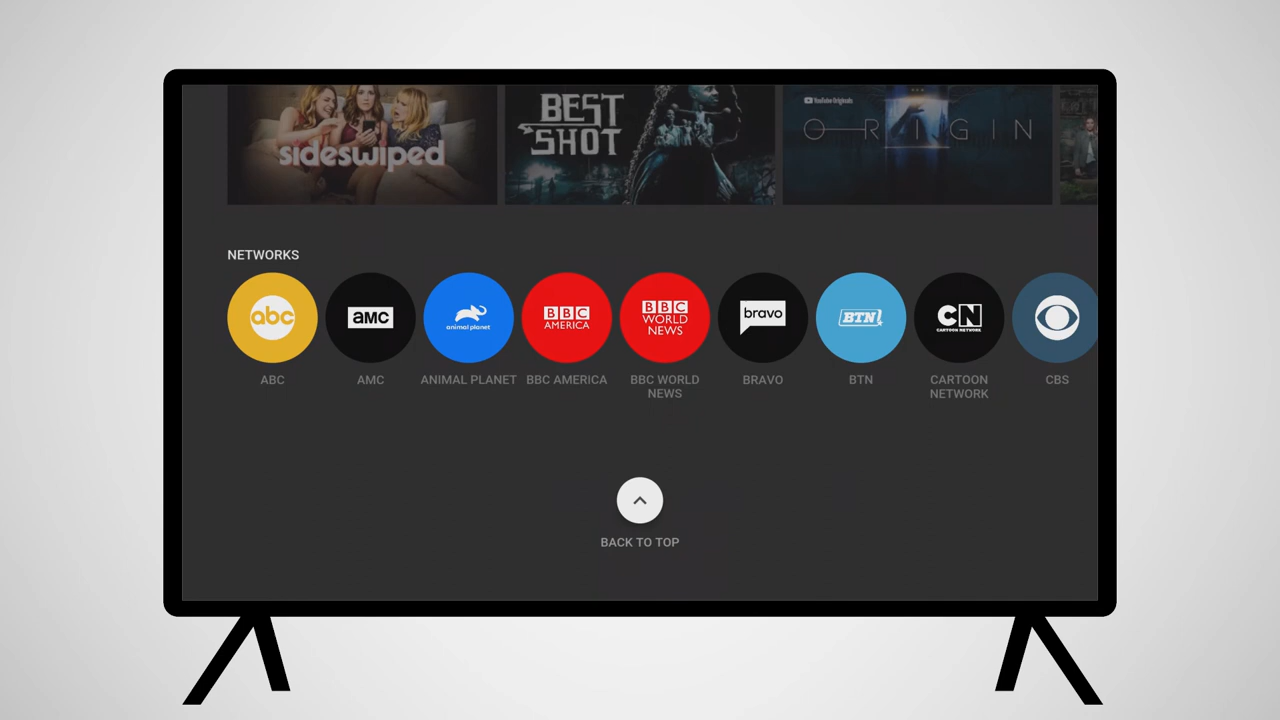 sideswiped
BEST
SHOT
YouTube Originals
ORIGIN
NETWORKS
abc
AMC
animal planet
BBC
AMERICA
BBC
WORLD
NEWS
bravo
BTN
CN
CARTOON NETWORK
ABC
AMC
ANIMAL PLANET
BBC AMERICA
BBC WORLD
NEWS
BRAVO
BTN
CARTOON
NETWORK
CBS
BACK TO TOP